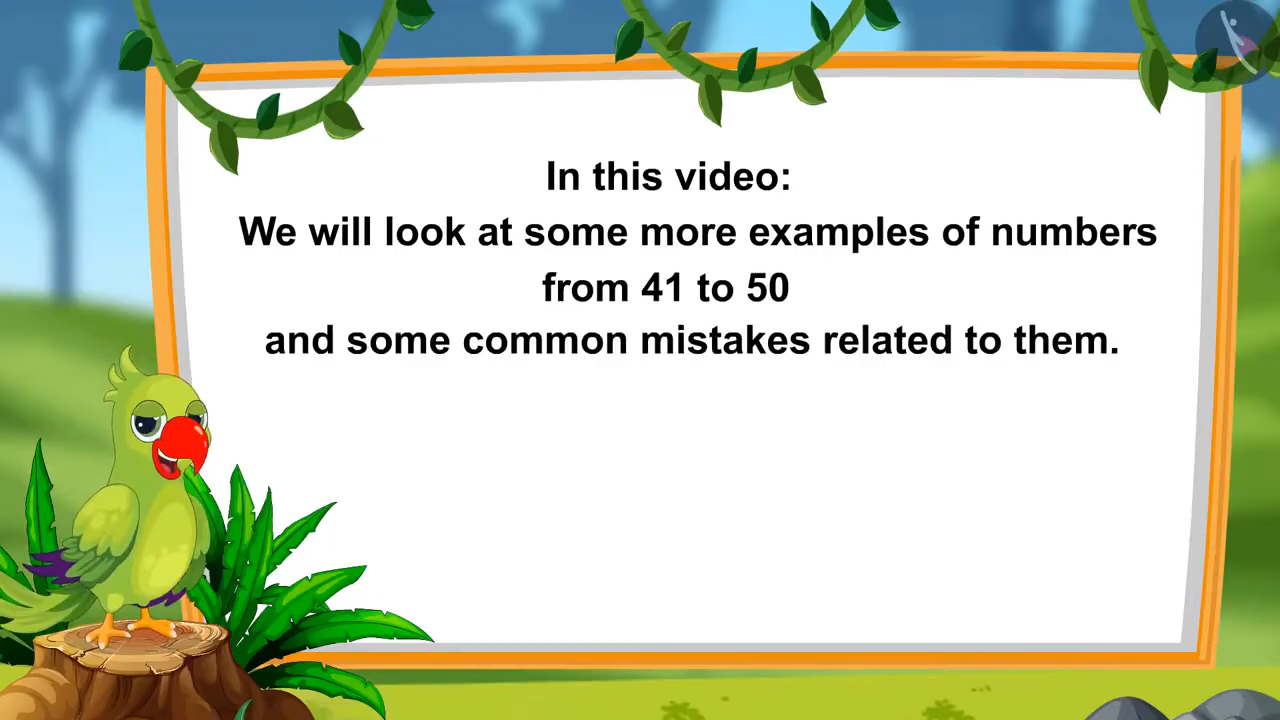 In this video:
We will look at some more examples of numbers
from 41 to 50
and some common mistakes related to them.